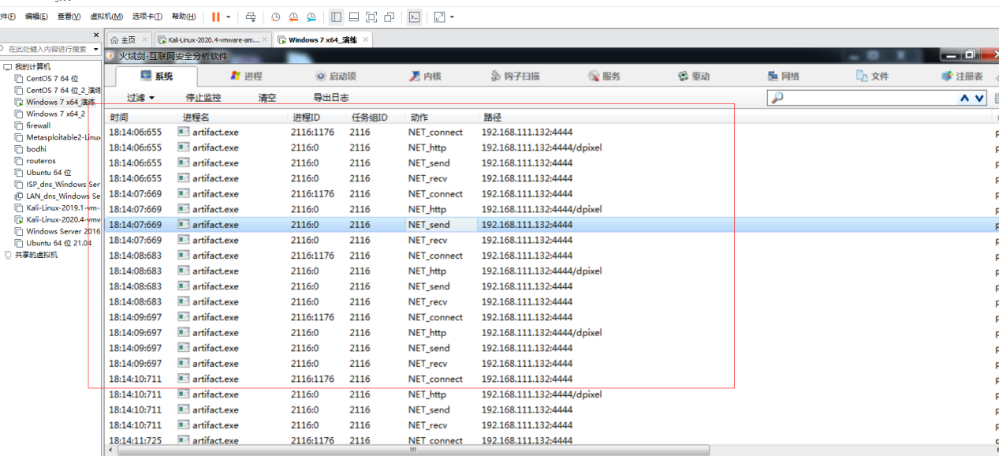 件(F) 编辑(E) 查看(V) 虚拟机(M) 选项卡(T) 帮助(H)
在此处键入内容进行搜索
主页 Kali-Linux-2020.4-vmware-am... Windows 7 x64_演练
我的计算机
CentOS 7 64 位
CentOS 7 64 位_2_演练
Windows 7 x64_演练
Windows 7 x64_2
firewall
Metasploitable2-Linux
bodhi
routeros
Ubuntu 64 位
ISP_dns_Windows Ser
LAN_dns_Windows Se
Kali-Linux-2019.1-vm-
Kali-Linux-2020.4-vmw
Windows Server 2016
Ubuntu 64 位 21.04
共享的虚拟机
火绒剑-互联网安全分析软件
系统 进程 启动项 内核 钩子扫描 服务 驱动 网络 文件 注册表
过滤 停止监控 清空 导出日志
时间 进程名 进程ID 任务组ID 动作 路径
18:14:06:655 artifact.exe 2116:1176 2116 NET_connect 192.168.111.132:4444
18:14:06:655 artifact.exe 2116:0 2116 NET_http 192.168.111.132:4444/dpixel
18:14:06:655 artifact.exe 2116:0 2116 NET_send 192.168.111.132:4444
18:14:06:655 artifact.exe 2116:0 2116 NET_recv 192.168.111.132:4444
18:14:07:669 artifact.exe 2116:1176 2116 NET_connect 192.168.111.132:4444
18:14:07:669 artifact.exe 2116:0 2116 NET_http 192.168.111.132:4444/dpixel
18:14:07:669 artifact.exe 2116:0 2116 NET_send 192.168.111.132:4444
18:14:07:669 artifact.exe 2116:0 2116 NET_recv 192.168.111.132:4444
18:14:08:683 artifact.exe 2116:1176 2116 NET_connect 192.168.111.132:4444
18:14:08:683 artifact.exe 2116:0 2116 NET_http 192.168.111.132:4444/dpixel
18:14:08:683 artifact.exe 2116:0 2116 NET_send 192.168.111.132:4444
18:14:08:683 artifact.exe 2116:0 2116 NET_recv 192.168.111.132:4444
18:14:09:697 artifact.exe 2116:1176 2116 NET_connect 192.168.111.132:4444
18:14:09:697 artifact.exe 2116:0 2116 NET_http 192.168.111.132:4444/dpixel
18:14:09:697 artifact.exe 2116:0 2116 NET_send 192.168.111.132:4444
18:14:09:697 artifact.exe 2116:0 2116 NET_recv 192.168.111.132:4444
18:14:10:711 artifact.exe 2116:1176 2116 NET_connect 192.168.111.132:4444
18:14:10:711 artifact.exe 2116:0 2116 NET_http 192.168.111.132:4444/dpixel
18:14:10:711 artifact.exe 2116:0 2116 NET_send 192.168.111.132:4444
18:14:10:711 artifact.exe 2116:0 2116 NET_recv 192.168.111.132:4444
18:14:11:725 artifact.exe 2116:1176 2116 NET_connect 192.168.111.132:4444